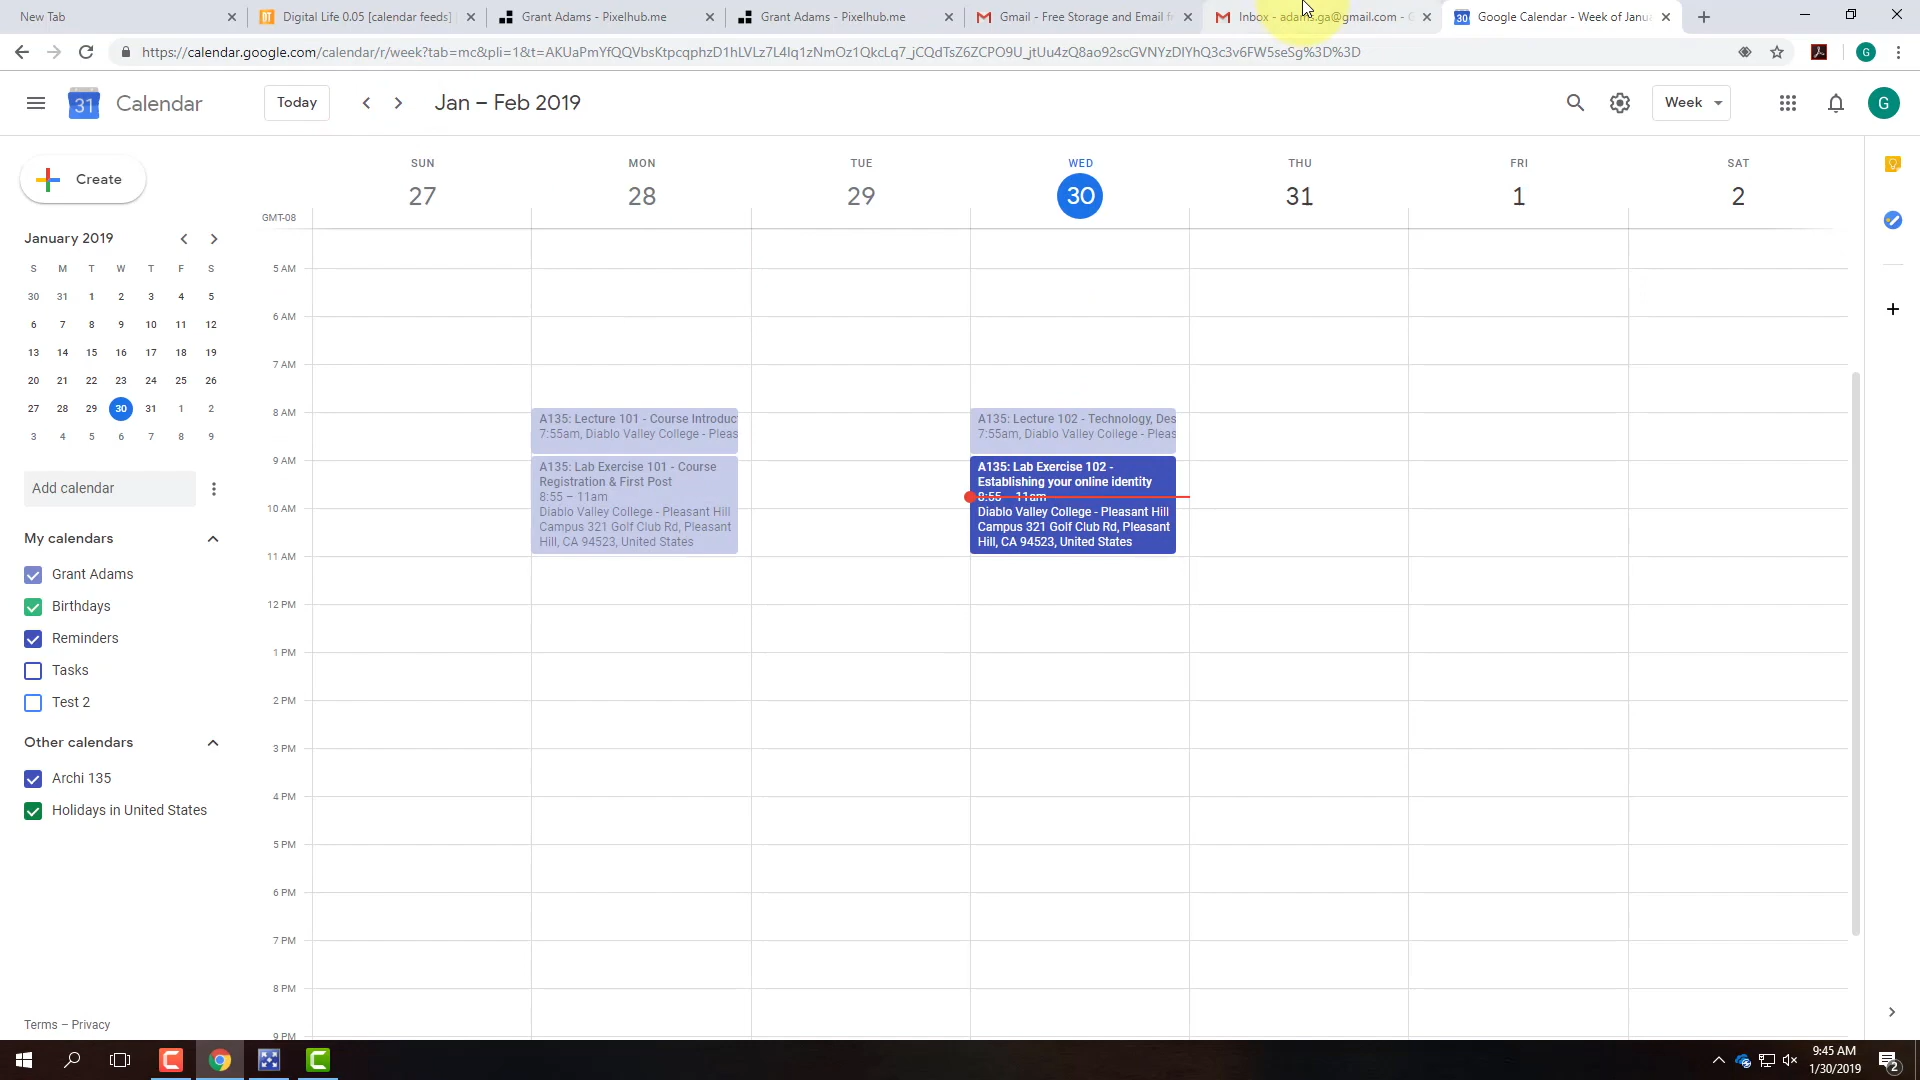 New Tab
Digital Life 0.05 [calendar feeds]
Grant Adams - Pixelhub.me
Grant Adams - Pixelhub.me
Gmail - Free Storage and Email f
Inbox - adams.ga@gmail.com - G
30 Google Calendar - Week of Janu
https://calendar.google.com/calendar/r/week?tab=mc&pli=1&t=AKUaPmYfQQVbsKtpcqphzD1hLVLz7L4Iq1zNmOz1QkcLq7_jCQdTsZ6ZCPO9U_jtUu4zQ8ao92scGVNYzDIYhQ3c3v6FW5seSg%3D%3D
G
31 Calendar
Today
Jan – Feb 2019
Week
G
Create
SUN MON TUE WED THU FRI SAT
27 28 29 30 31 1 2
GMT-08
January 2019
S M T W T F S
30 31 1 2 3 4 5
6 7 8 9 10 11 12
13 14 15 16 17 18 19
20 21 22 23 24 25 26
27 28 29 30 31 1 2
3 4 5 6 7 8 9
Add calendar
My calendars
Grant Adams
Birthdays
Reminders
Tasks
Test 2
Other calendars
Archi 135
Holidays in United States
Terms – Privacy
5 AM
6 AM
7 AM
8 AM
9 AM
10 AM
11 AM
12 PM
1 PM
2 PM
3 PM
4 PM
5 PM
6 PM
7 PM
8 PM
9 PM
A135: Lecture 101 - Course Introduc
7:55am, Diablo Valley College - Pleas
A135: Lab Exercise 101 - Course
Registration & First Post
8:55 – 11am
Diablo Valley College - Pleasant Hill
Campus 321 Golf Club Rd, Pleasant
Hill, CA 94523, United States
A135: Lecture 102 - Technology, Des
7:55am, Diablo Valley College - Pleas
A135: Lab Exercise 102 -
Establishing your online identity
8:55 – 11am
Diablo Valley College - Pleasant Hill
Campus 321 Golf Club Rd, Pleasant
Hill, CA 94523, United States
9:45 AM
1/30/2019
2